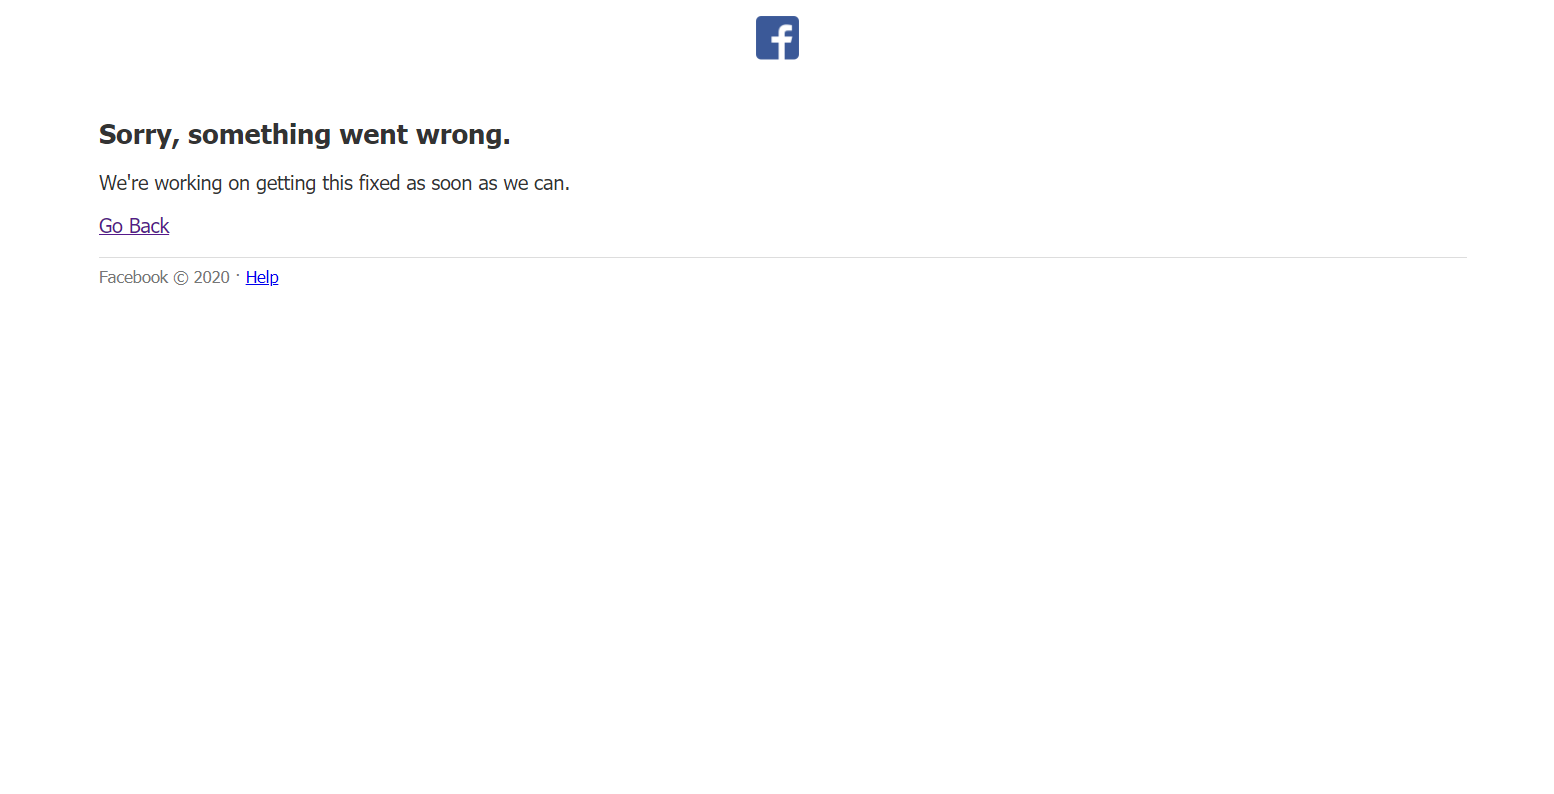 Sorry, something went wrong.
We're working on getting this fixed as soon as we can.
Go Back
Facebook © 2020 · Help